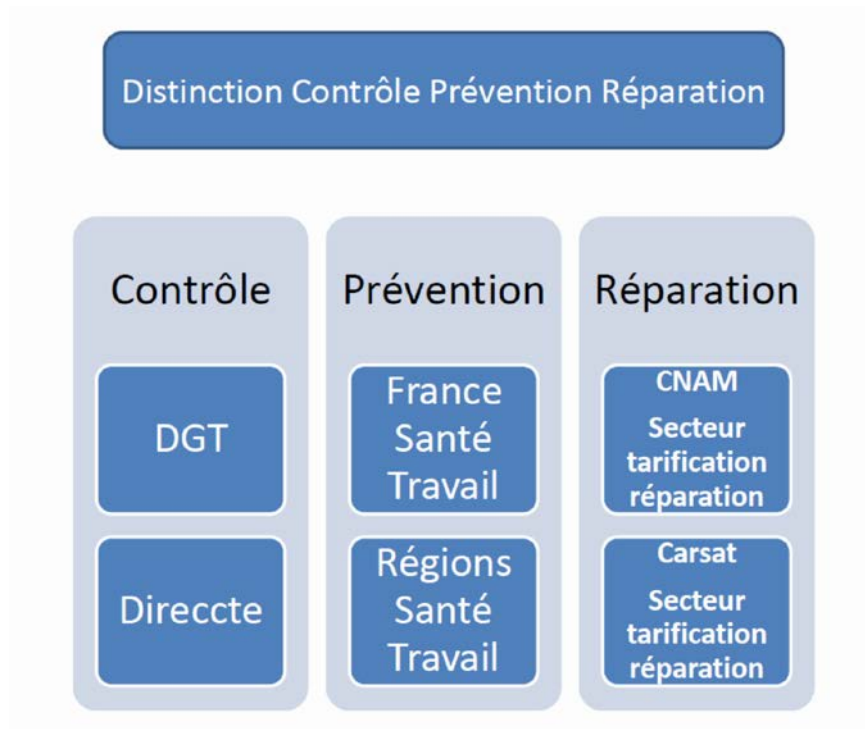 Distinction Contrôle Prévention Réparation
Contrôle
DGT
Direccte
Prévention
France
Santé
Travail
Régions
Santé
Travail
Réparation
CNAM
Secteur
tarification
réparation
Carsat
Secteur
tarification
réparation